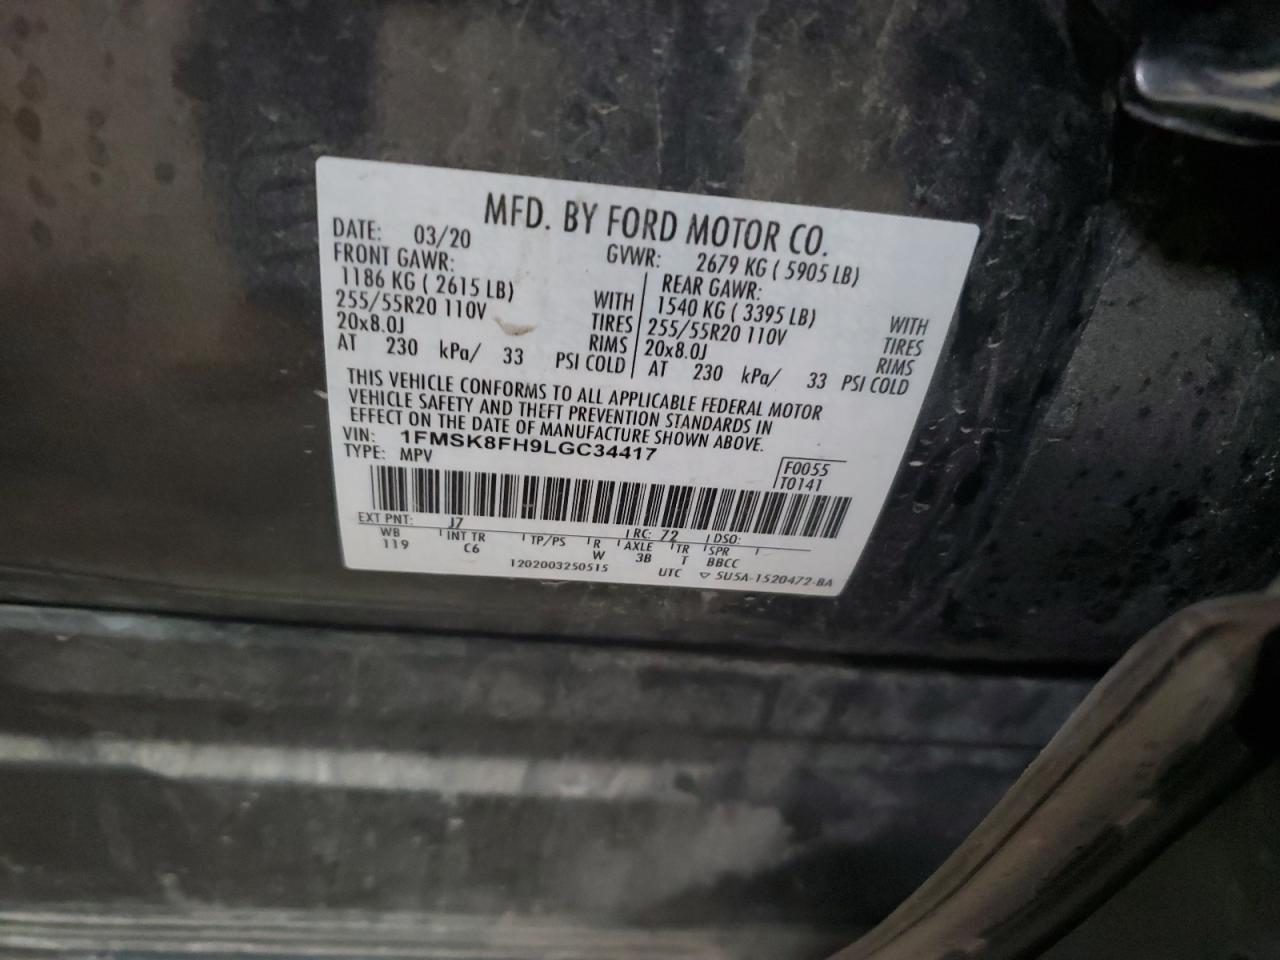 MFD. BY FORD MOTOR CO.
DATE: 03/20 GVWR: 2679 KG ( 5905 LB)
FRONT GAWR: REAR GAWR:
1186 KG ( 2615 LB) WITH 1540 KG ( 3395 LB) WITH
255/55R20 110V TIRES 255/55R20 110V TIRES
20x8.0J RIMS 20x8.0J RIMS
AT 230 kPa/ 33 PSI COLD AT 230 kPa/ 33 PSI COLD
THIS VEHICLE CONFORMS TO ALL APPLICABLE FEDERAL MOTOR
VEHICLE SAFETY AND THEFT PREVENTION STANDARDS IN
EFFECT ON THE DATE OF MANUFACTURE SHOWN ABOVE.
VIN: 1FMSK8FH9LGC34417
TYPE: MPV
F0055
T0141
EXT PNT: J7 RC: 72 DSO:
WB INT TR TP/PS R AXLE TR SPR
119 C6 W 3B T BBCC
1202003250515 UTC ▽ 5U5A-1520472-BA